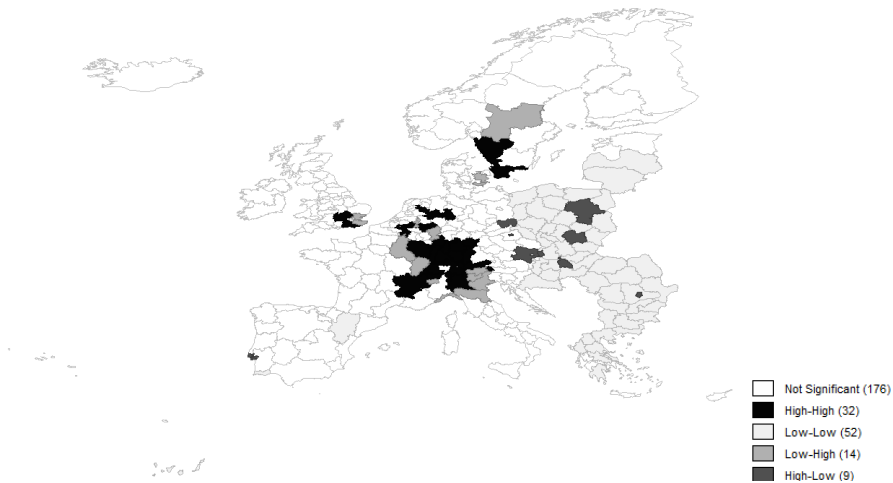 Not Significant (176)
High-High (32)
Low-Low (52)
Low-High (14)
High-Low (9)